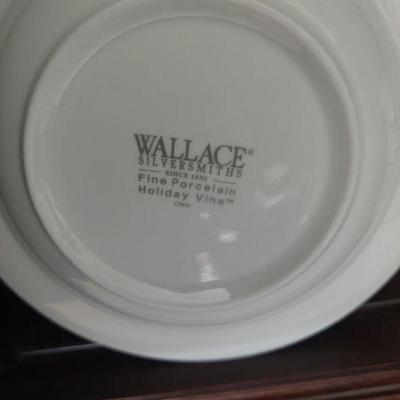 WALLACE®
SILVERSMITHS
SINCE 1835
Fine Porcelain
Holiday Vine™
China